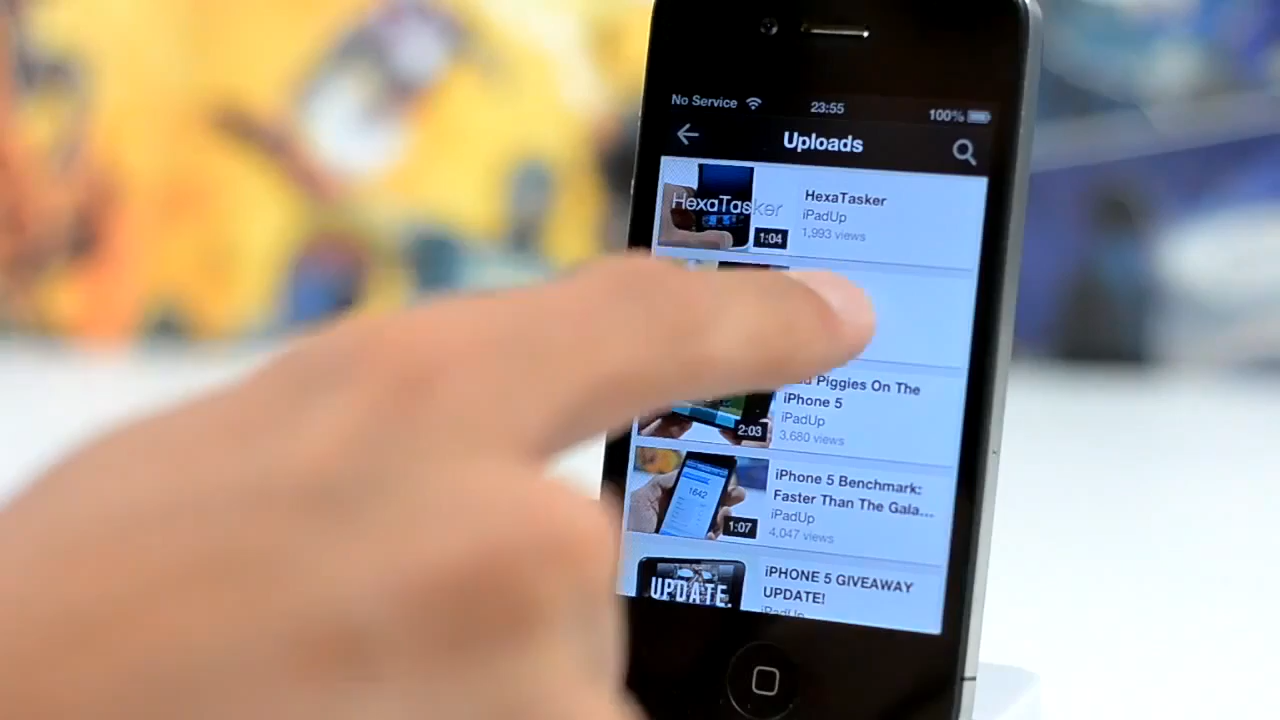 No Service 23:55 100%
Uploads
HexaTasker
1:04
HexaTasker
iPadUp
1,993 views
Piggies On The
iPhone 5
iPadUp
3,680 views
2:03
1642
1:07
iPhone 5 Benchmark:
Faster Than The Gala...
iPadUp
4,047 views
UPDATE
iPHONE 5 GIVEAWAY
UPDATE!
iPadUp